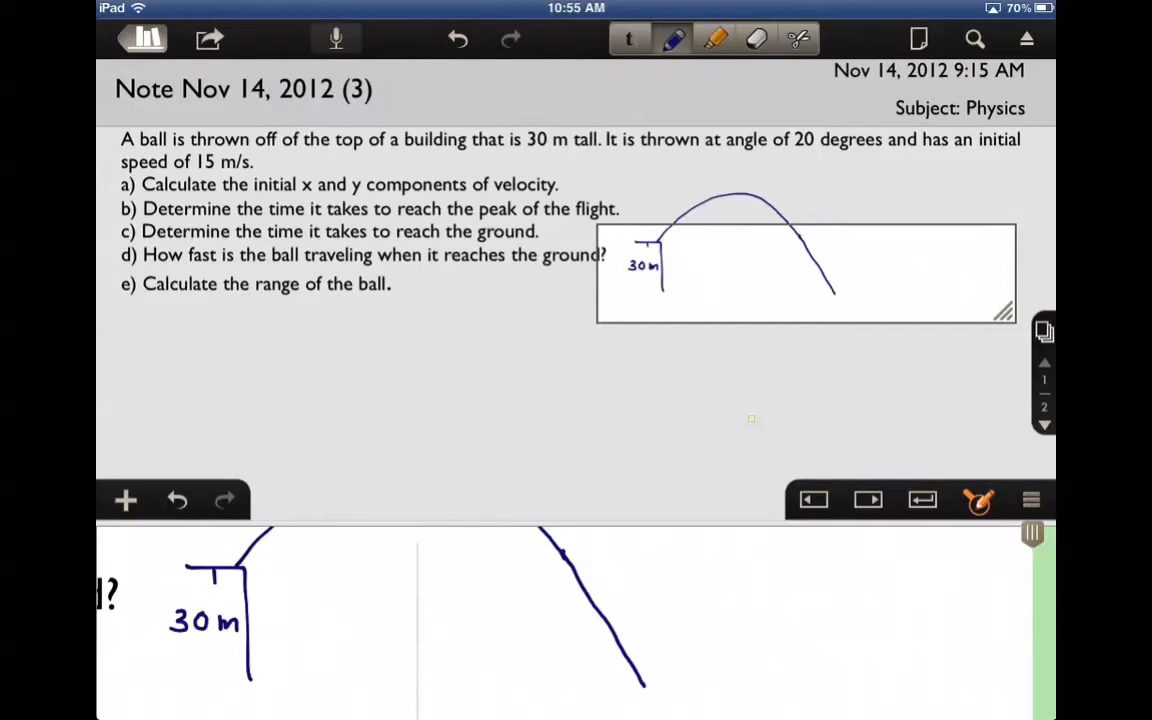 iPad
10:55 AM
70%
t
Note Nov 14, 2012 (3)
Nov 14, 2012 9:15 AM
Subject: Physics
A ball is thrown off of the top of a building that is 30 m tall. It is thrown at angle of 20 degrees and has an initial
speed of 15 m/s.
a) Calculate the initial x and y components of velocity.
b) Determine the time it takes to reach the peak of the flight.
c) Determine the time it takes to reach the ground.
d) How fast is the ball traveling when it reaches the ground?
e) Calculate the range of the ball.
30m
1
2
d?
30m